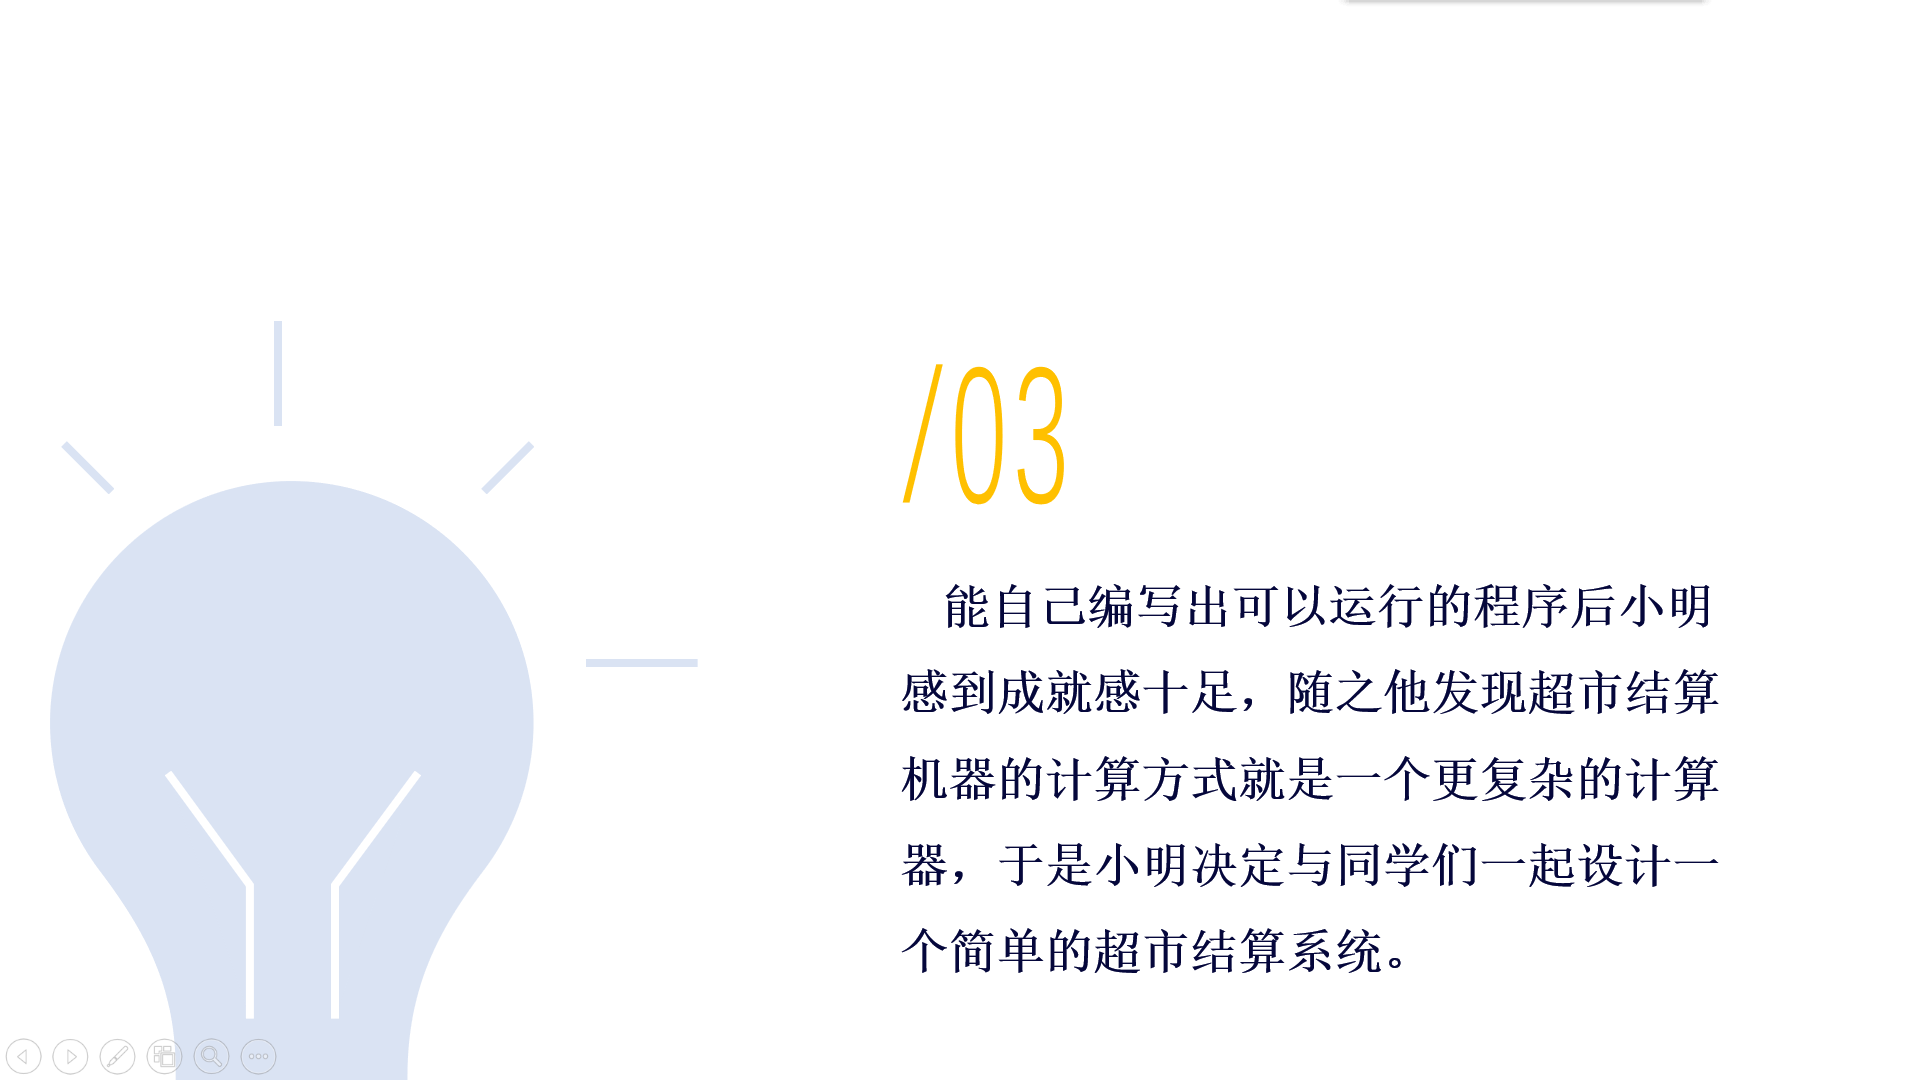 /03
能自己编写出可以运行的程序后小明
感到成就感十足，随之他发现超市结算
机器的计算方式就是一个更复杂的计算
器，于是小明决定与同学们一起设计一
个简单的超市结算系统。